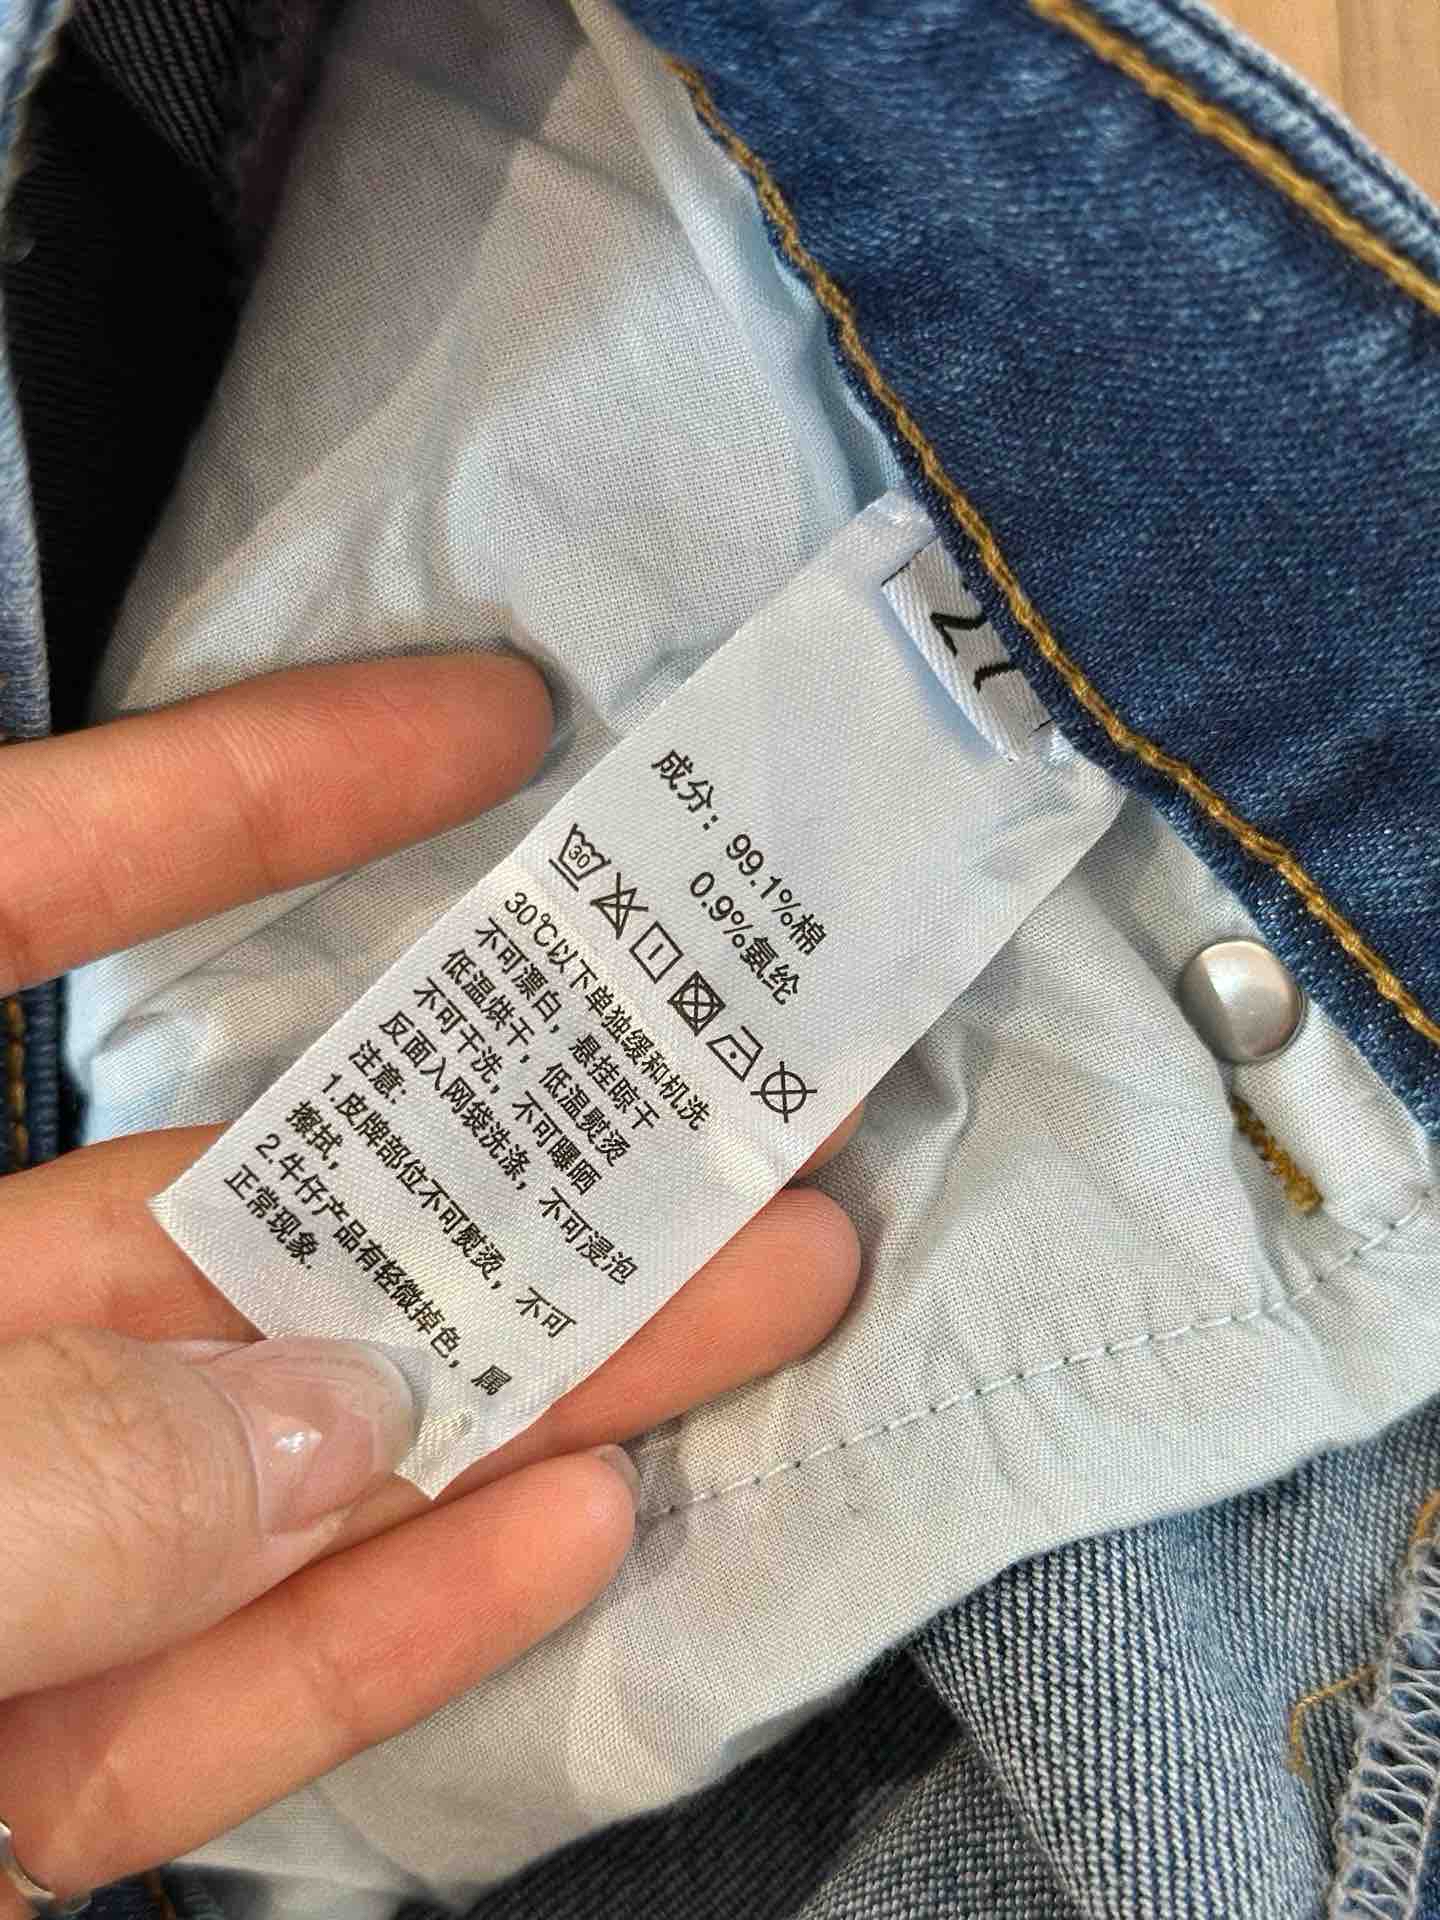 27
成分：99.1%棉
0.9%氨纶
30
30℃以下单独缓和机洗
不可漂白，悬挂晾干
低温烘干，低温熨烫
不可干洗，不可曝晒
反面入网袋洗涤，不可浸泡
注意：
1.皮牌部位不可熨烫，不可
擦拭，
2.牛仔产品有轻微掉色，属
正常现象.